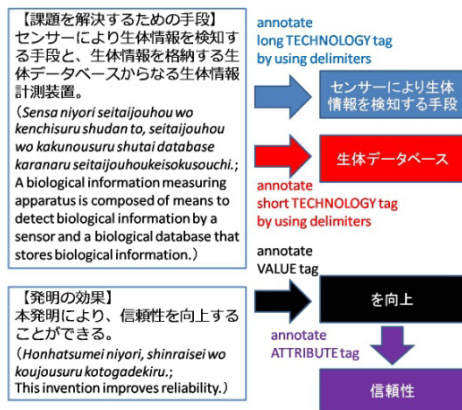 【課題を解決するための手段】
センサーにより生体情報を検知す
る手段と、生体情報を格納する生
体データベースからなる生体情報
計測装置。
(Sensa niyori seitaijouhou wo
kenchisuru shudan to, seitaijouhou
wo kakunousuru shutai database
karanaru seitaijouhoukeisokusouchi.;
A biological information measuring
apparatus is composed of means to
detect biological information by a
sensor and a biological database that
stores biological information.)
annotate
long TECHNOLOGY tag
by using delimiters
センサーにより生体
情報を検知する手段
生体データベース
annotate
short TECHNOLOGY tag
by using delimiters
annotate
VALUE tag
を向上
【発明の効果】
本発明により、信頼性を向上する
ことができる。
(Honhatsumei niyori, shinraisei wo
koujousuru kotogadekiru.;
This invention improves reliability.)
annotate
ATTRIBUTE tag
信頼性